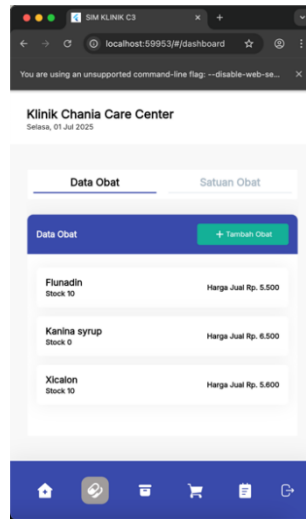 SIM KLINIK C3
localhost:59953/#/dashboard
You are using an unsupported command-line flag: --disable-web-se...
Klinik Chania Care Center
Selasa, 01 Jul 2025
Data Obat
Satuan Obat
Data Obat
+ Tambah Obat
Flunadin
Stock 10
Harga Jual Rp. 5.500
Kanina syrup
Stock 0
Harga Jual Rp. 6.500
Xicalon
Stock 10
Harga Jual Rp. 5.600